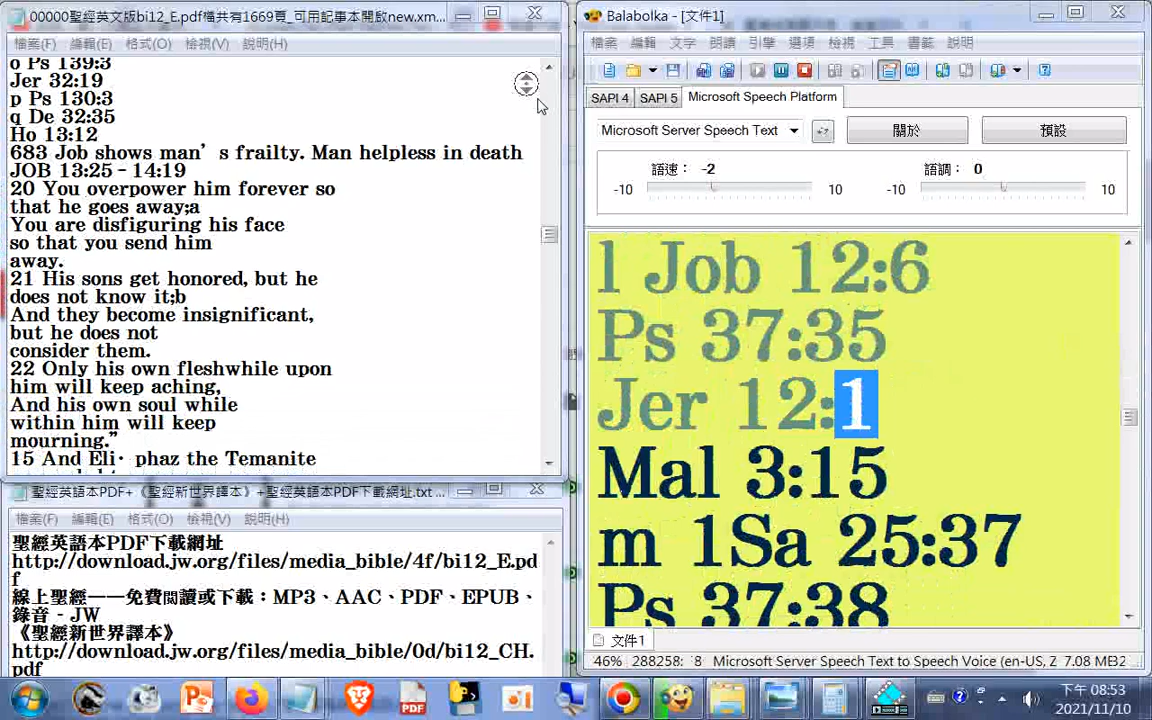 00000聖經英文版bi12_E.pdf檔共有1669頁_可用記事本開啟new.xm...
檔案(F) 編輯(E) 格式(O) 檢視(V) 說明(H)
o Ps 139:3
Jer 32:19
p Ps 130:3
q De 32:35
Ho 13:12
683 Job shows man’s frailty. Man helpless in death
JOB 13:25–14:19
20 You overpower him forever so
that he goes away;a
You are disfiguring his face
so that you send him
away.
21 His sons get honored, but he
does not know it;b
And they become insignificant,
but he does not
consider them.
22 Only his own fleshwhile upon
him will keep aching,
And his own soul while
within him will keep
mourning.”
15 And Eli·phaz the Temanite
聖經英語本PDF+《聖經新世界譯本》+聖經英語本PDF下載網址.txt ...
檔案(F) 編輯(E) 格式(O) 檢視(V) 說明(H)
聖經英語本PDF下載網址
http://download.jw.org/files/media_bible/4f/bi12_E.pd
f
線上聖經——免費閱讀或下載：MP3、AAC、PDF、EPUB、
錄音 - JW
《聖經新世界譯本》
http://download.jw.org/files/media_bible/0d/bi12_CH.
pdf
Balabolka - [文件1]
檔案 編輯 文字 朗讀 引擎 選項 檢視 工具 書籤 說明
SAPI 4 SAPI 5 Microsoft Speech Platform
Microsoft Server Speech Text 關於 預設
語速： -2 語調： 0
-10 10 -10 10
l Job 12:6
Ps 37:35
Jer 12:1
Mal 3:15
m 1Sa 25:37
Ps 37:38
文件1
46% 288258: 8 Microsoft Server Speech Text to Speech Voice (en-US, Z 7.08 MB
下午 08:53
2021/11/10